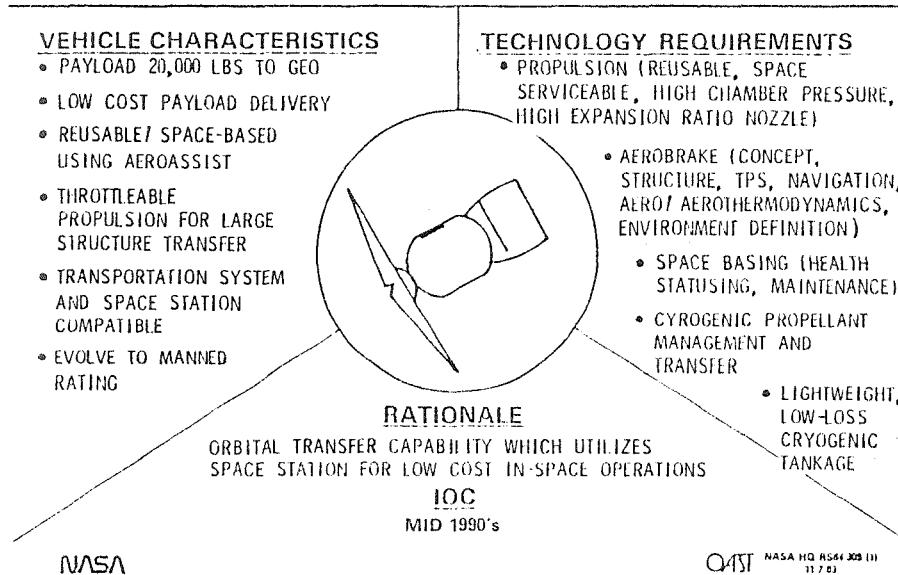 VEHICLE CHARACTERISTICS
• PAYLOAD 20,000 LBS TO GEO
• LOW COST PAYLOAD DELIVERY
• REUSABLE/ SPACE-BASED
USING AEROASSIST
• THROTTLEABLE
PROPULSION FOR LARGE
STRUCTURE TRANSFER
• TRANSPORTATION SYSTEM
AND SPACE STATION
COMPATIBLE
• EVOLVE TO MANNED
RATING
TECHNOLOGY REQUIREMENTS
• PROPULSION (REUSABLE, SPACE
SERVICEABLE, HIGH CHAMBER PRESSURE,
HIGH EXPANSION RATIO NOZZLE)
• AEROBRAKE (CONCEPT,
STRUCTURE, TPS, NAVIGATION,
AERO/ AEROTHERMODYNAMICS,
ENVIRONMENT DEFINITION)
• SPACE BASING (HEALTH
STATUSING, MAINTENANCE)
• CYROGENIC PROPELLANT
MANAGEMENT AND
TRANSFER
• LIGHTWEIGHT,
LOW-LOSS
CRYOGENIC
TANKAGE
RATIONALE
ORBITAL TRANSFER CAPABILITY WHICH UTILIZES
SPACE STATION FOR LOW COST IN-SPACE OPERATIONS
IOC
MID 1990's
NASA
OAST NASA HQ